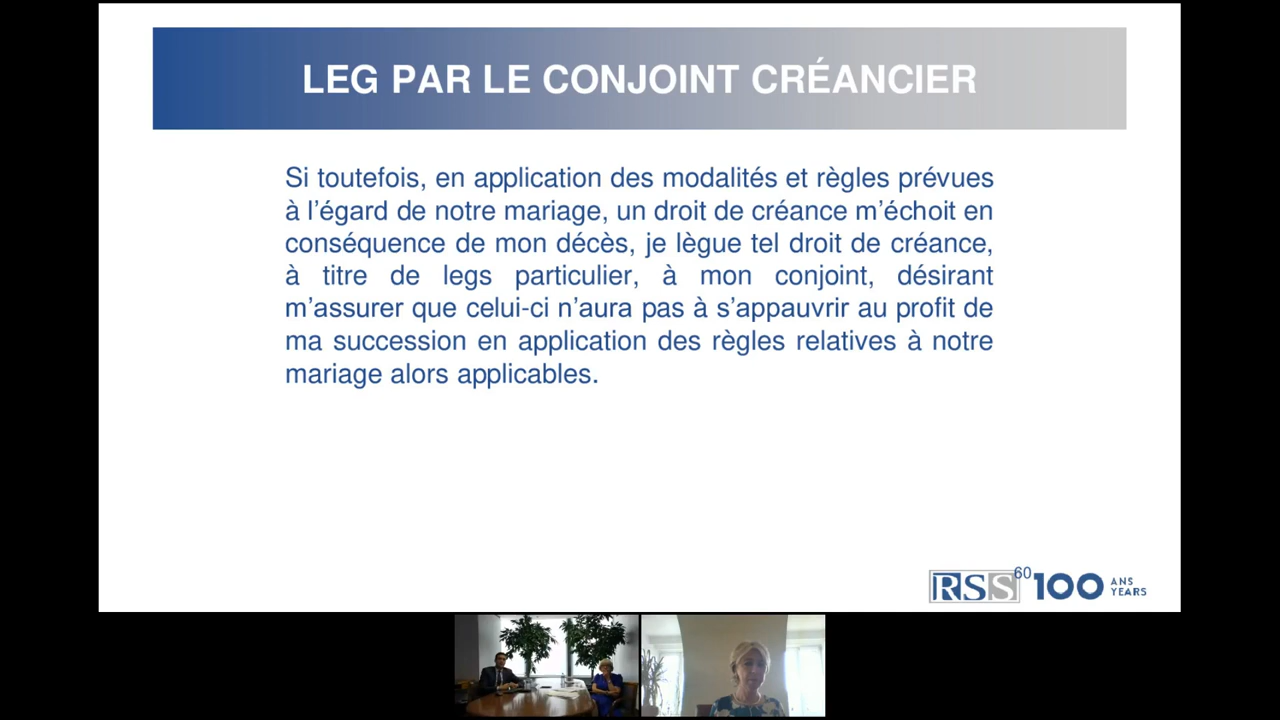 LEG PAR LE CONJOINT CRÉANCIER
Si toutefois, en application des modalités et règles prévues
à l’égard de notre mariage, un droit de créance m’échoit en
conséquence de mon décès, je lègue tel droit de créance,
à titre de legs particulier, à mon conjoint, désirant
m’assurer que celui-ci n’aura pas à s’appauvrir au profit de
ma succession en application des règles relatives à notre
mariage alors applicables.
60
RSS 100 ANS
YEARS